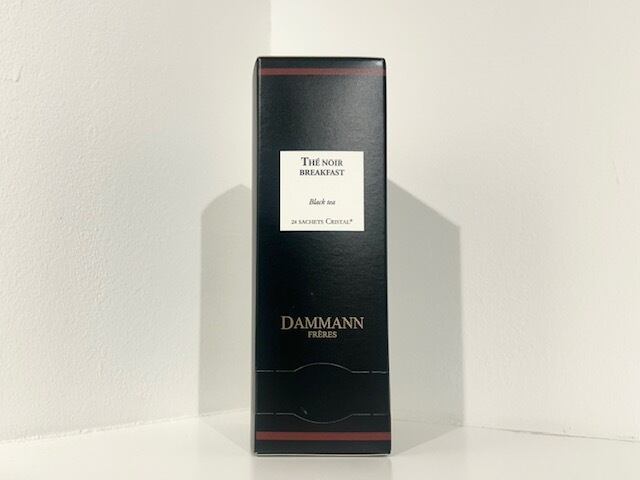 THÉ NOIR
BREAKFAST
Black tea
24 SACHETS CRISTAL®
DAMMANN
FRÈRES